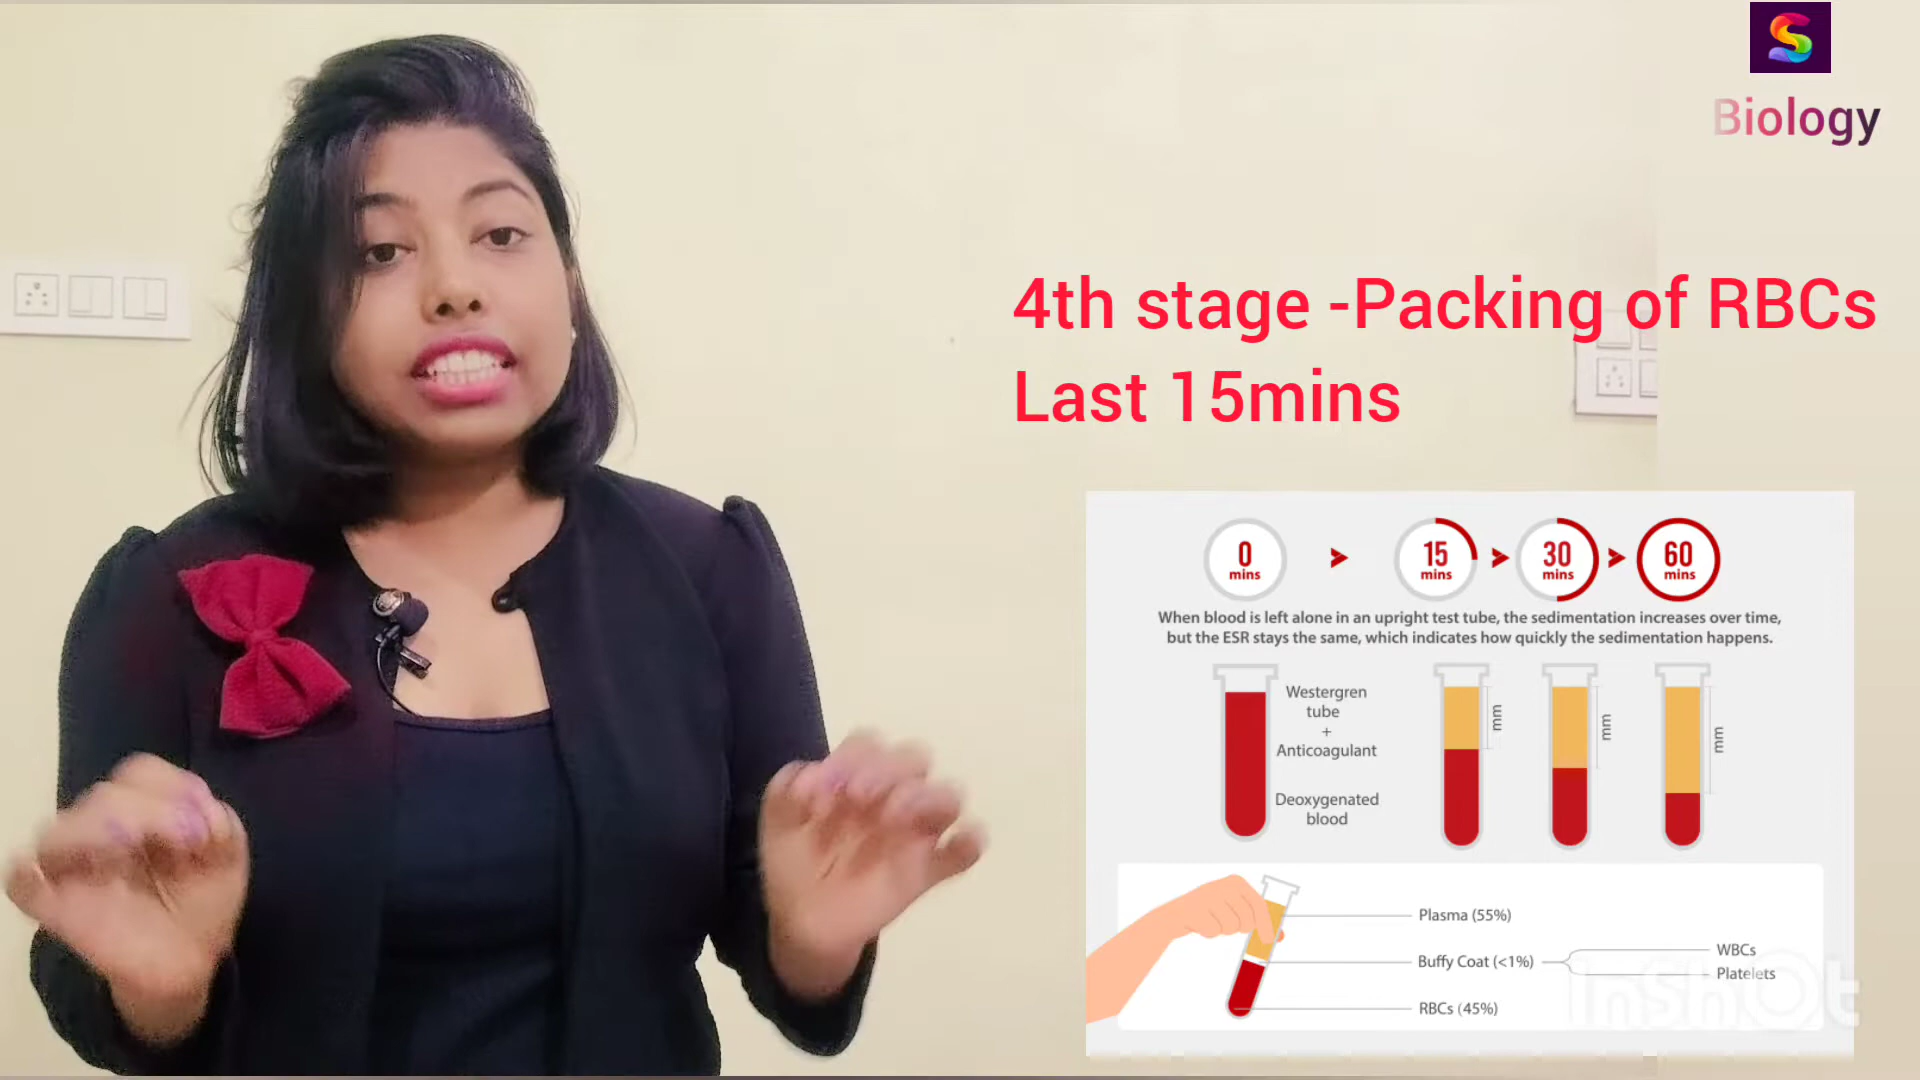 Biology
4th stage -Packing of RBCs
Last 15mins
0 mins > 15 mins > 30 mins > 60 mins
When blood is left alone in an upright test tube, the sedimentation increases over time,
but the ESR stays the same, which indicates how quickly the sedimentation happens.
Westergren
tube
+
Anticoagulant
Deoxygenated
blood
mm
mm
mm
Plasma (55%)
Buffy Coat (<1%)
WBCs
Platelets
RBCs (45%)
InShOt